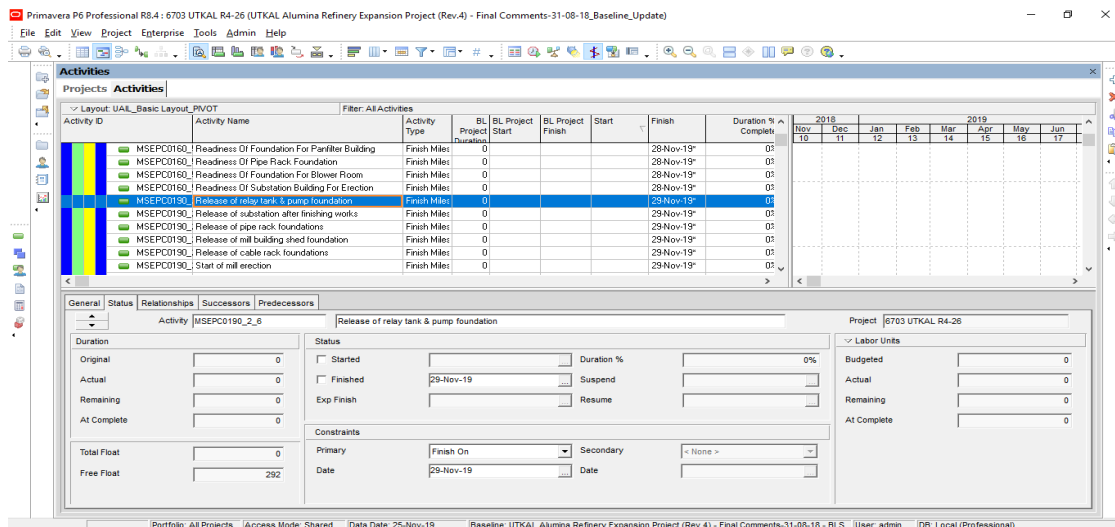 Primavera P6 Professional R8.4 : 6703 UTKAL R4-26 (UTKAL Alumina Refinery Expansion Project (Rev.4) - Final Comments-31-08-18_Baseline_Update)
File Edit View Project Enterprise Tools Admin Help
Activities
Projects Activities
Layout: UAIL_Basic Layout_PIVOT Filter: All Activities
Activity ID Activity Name Activity Type BL Project Duration BL Project Start BL Project Finish Start Finish Duration % Complete 2018 2019
Nov Dec Jan Feb Mar Apr May Jun
10 11 12 13 14 15 16 17
MSEPC0160_ Readiness Of Foundation For Panfilter Building Finish Miles 0 28-Nov-19* 0%
MSEPC0160_ Readiness Of Pipe Rack Foundation Finish Miles 0 28-Nov-19* 0%
MSEPC0160_ Readiness Of Foundation For Blower Room Finish Miles 0 28-Nov-19* 0%
MSEPC0160_ Readiness Of Substation Building For Erection Finish Miles 0 28-Nov-19* 0%
MSEPC0190_ Release of relay tank & pump foundation Finish Miles 0 29-Nov-19* 0%
MSEPC0190_ Release of substation after finishing works Finish Miles 0 29-Nov-19* 0%
MSEPC0190_ Release of pipe rack foundations Finish Miles 0 29-Nov-19* 0%
MSEPC0190_ Release of mill building shed foundation Finish Miles 0 29-Nov-19* 0%
MSEPC0190_ Release of cable rack foundations Finish Miles 0 29-Nov-19* 0%
MSEPC0190_ Start of mill erection Finish Miles 0 29-Nov-19* 0%
General Status Relationships Successors Predecessors
Activity MSEPC0190_2_6 Release of relay tank & pump foundation Project 6703 UTKAL R4-26
Duration Status Labor Units
Original 0 Started Duration % 0% Budgeted 0
Actual 0 Finished 29-Nov-19 Suspend Actual 0
Remaining 0 Exp Finish Resume Remaining 0
At Complete 0 At Complete 0
Constraints
Total Float 0 Primary Finish On Secondary < None >
Free Float 292 Date 29-Nov-19 Date
Portfolio: All Projects Access Mode: Shared Data Date: 25-Nov-19 Baseline: UTKAL Alumina Refinery Expansion Project (Rev.4) - Final Comments-31-08-18 - BLS User: admin DB: Local (Professional)